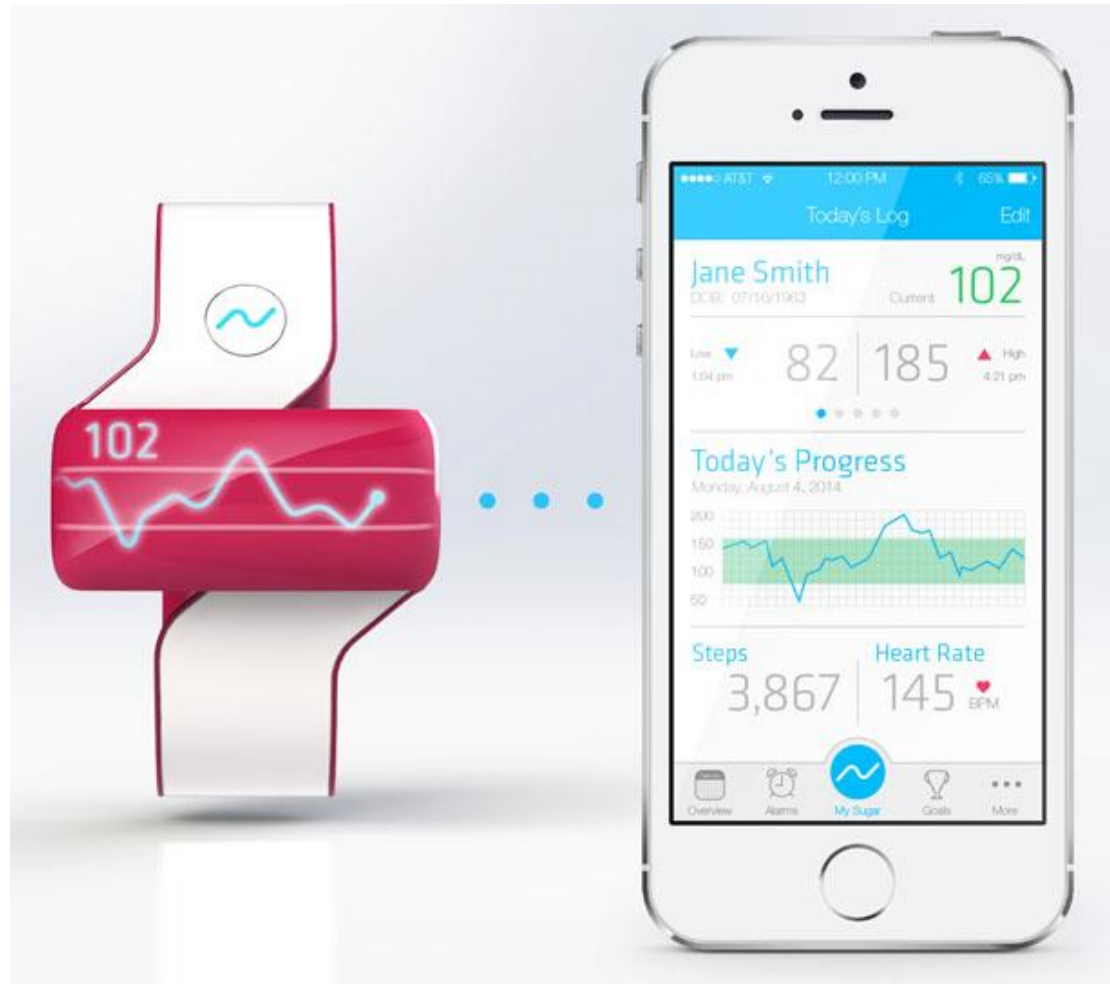 102
AT&T 12:00 PM 65%
Today's Log Edit
Jane Smith
DOB: 07/16/1963
mg/dL
Current 102
Low
1:04 pm
82 185
High
4:21 pm
Today's Progress
Monday, August 4, 2014
200
150
100
50
Steps Heart Rate
3,867 145 BPM
Overview Alarms My Sugar Goals More